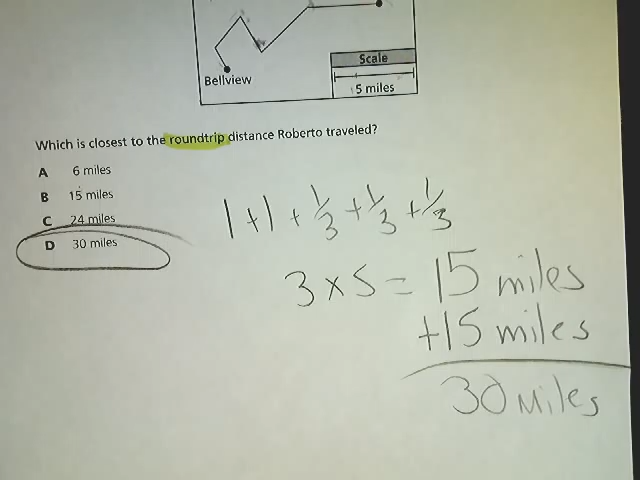 Scale
5 miles
Bellview
Which is closest to the roundtrip distance Roberto traveled?
A 6 miles
B 15 miles
C 24 miles
D 30 miles
1 + 1 + 1/3 + 1/3 + 1/3
3 x 5 = 15 miles
+15 miles
30 miles